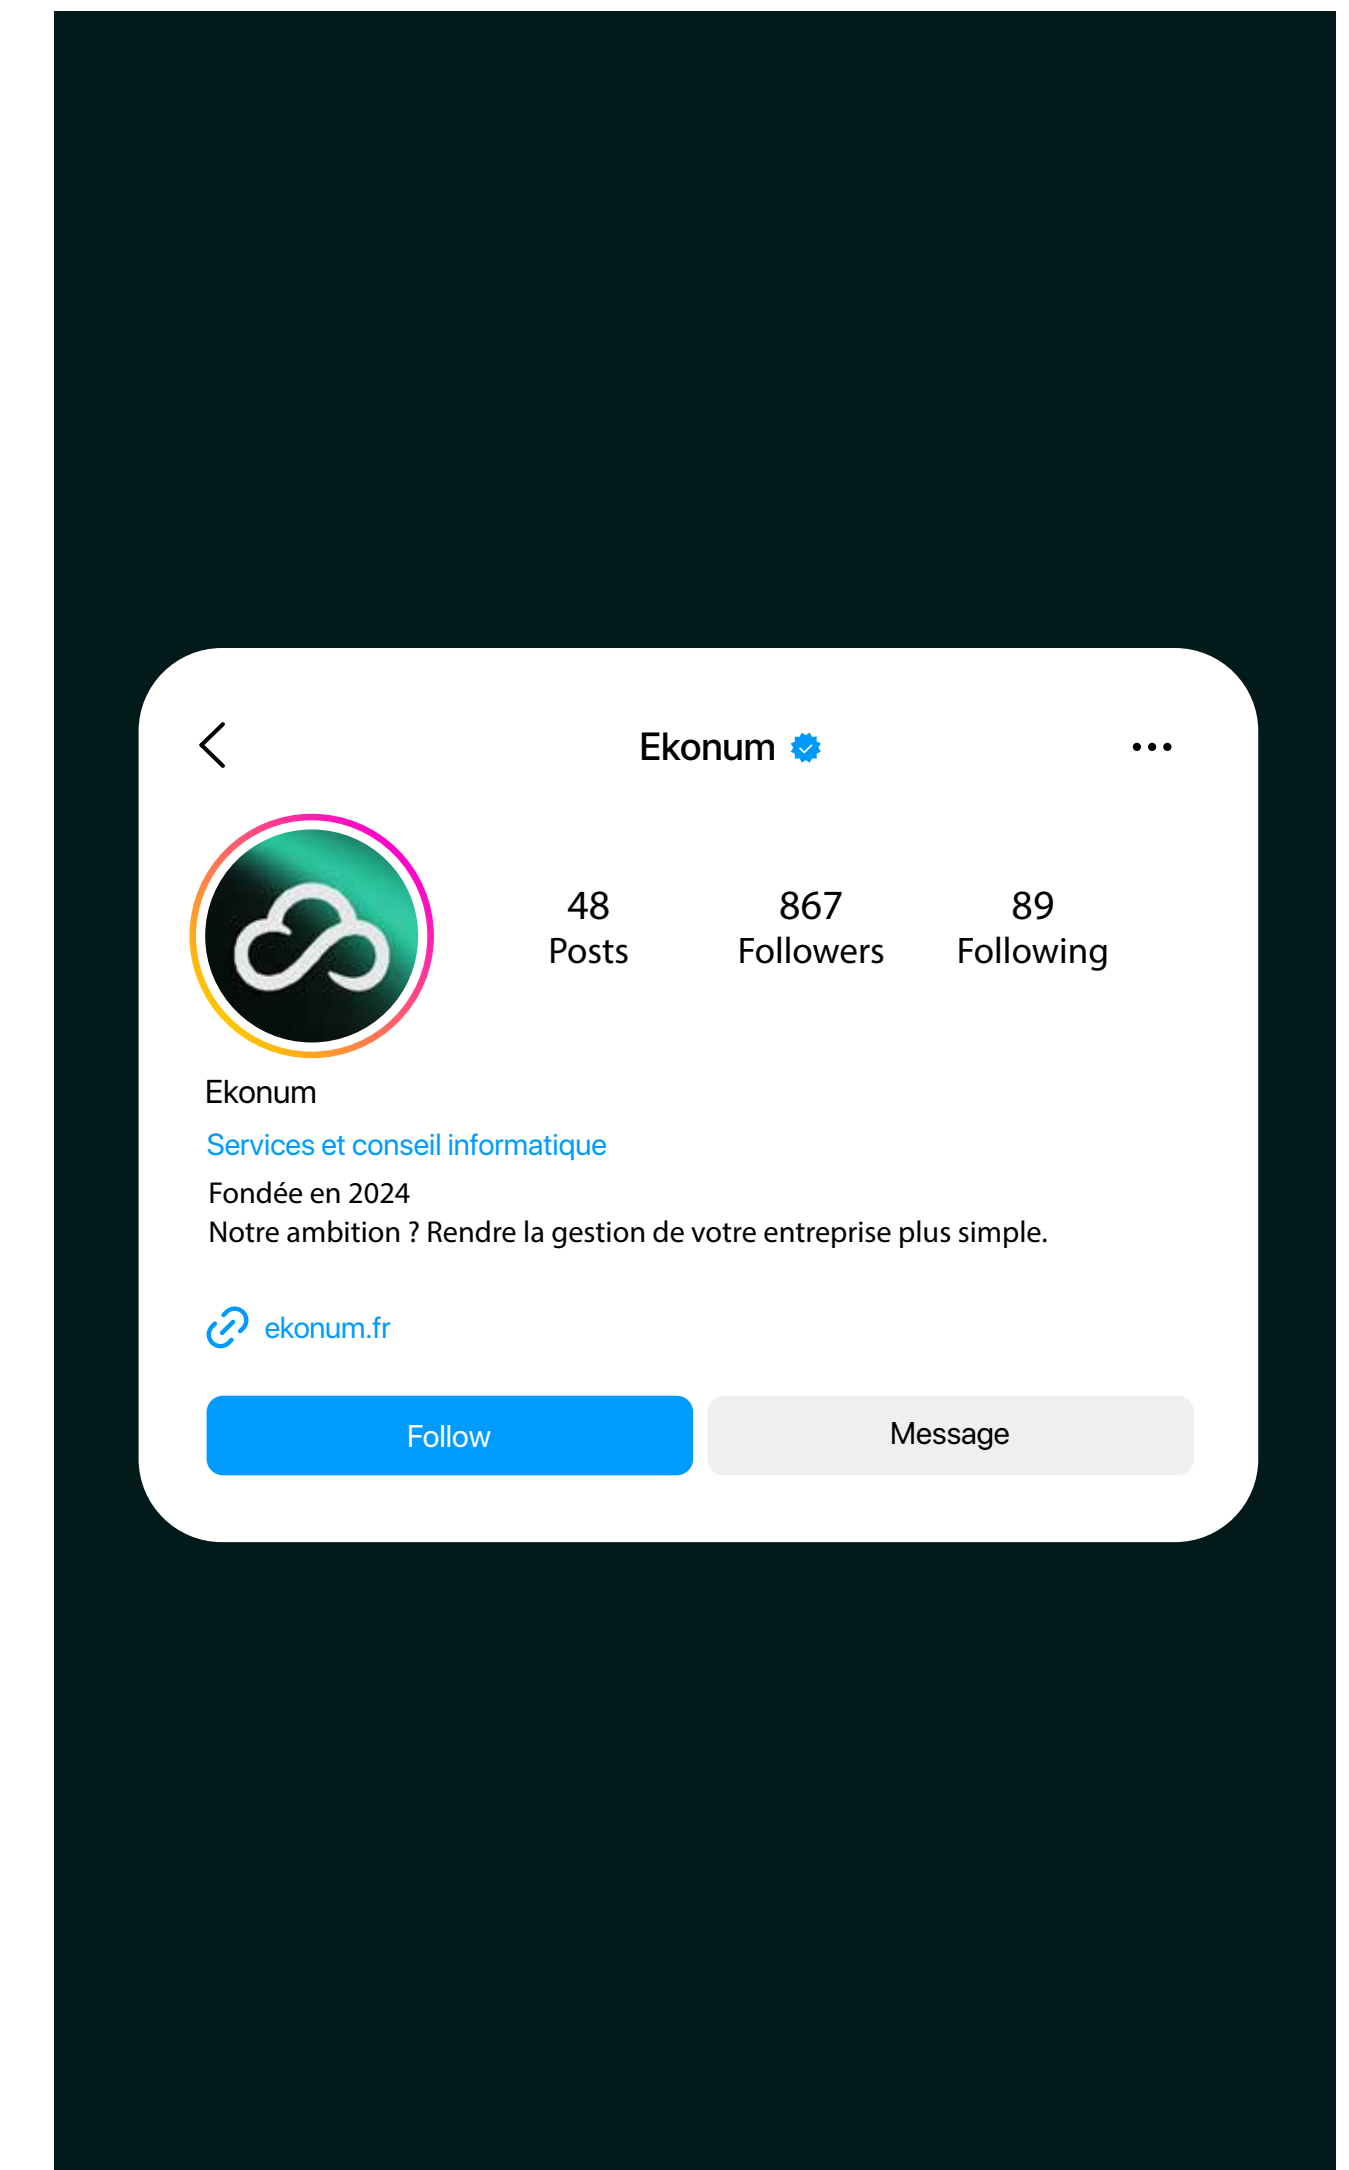 Ekonum
48 867 89
Posts Followers Following
Ekonum
Services et conseil informatique
Fondée en 2024
Notre ambition ? Rendre la gestion de votre entreprise plus simple.
ekonum.fr
Follow Message